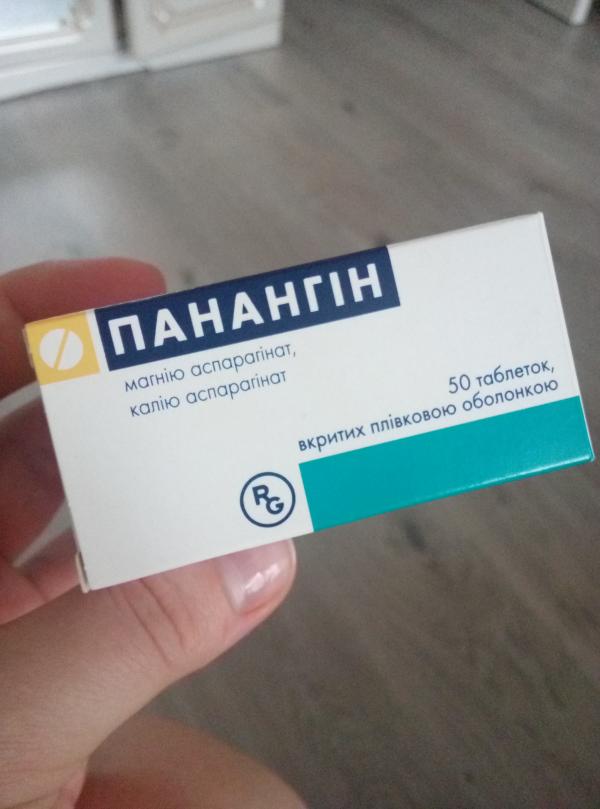 ПАНАНГІН
магнію аспарагінат,
калію аспарагінат
50 таблеток,
вкритих плівковою оболонкою
RG